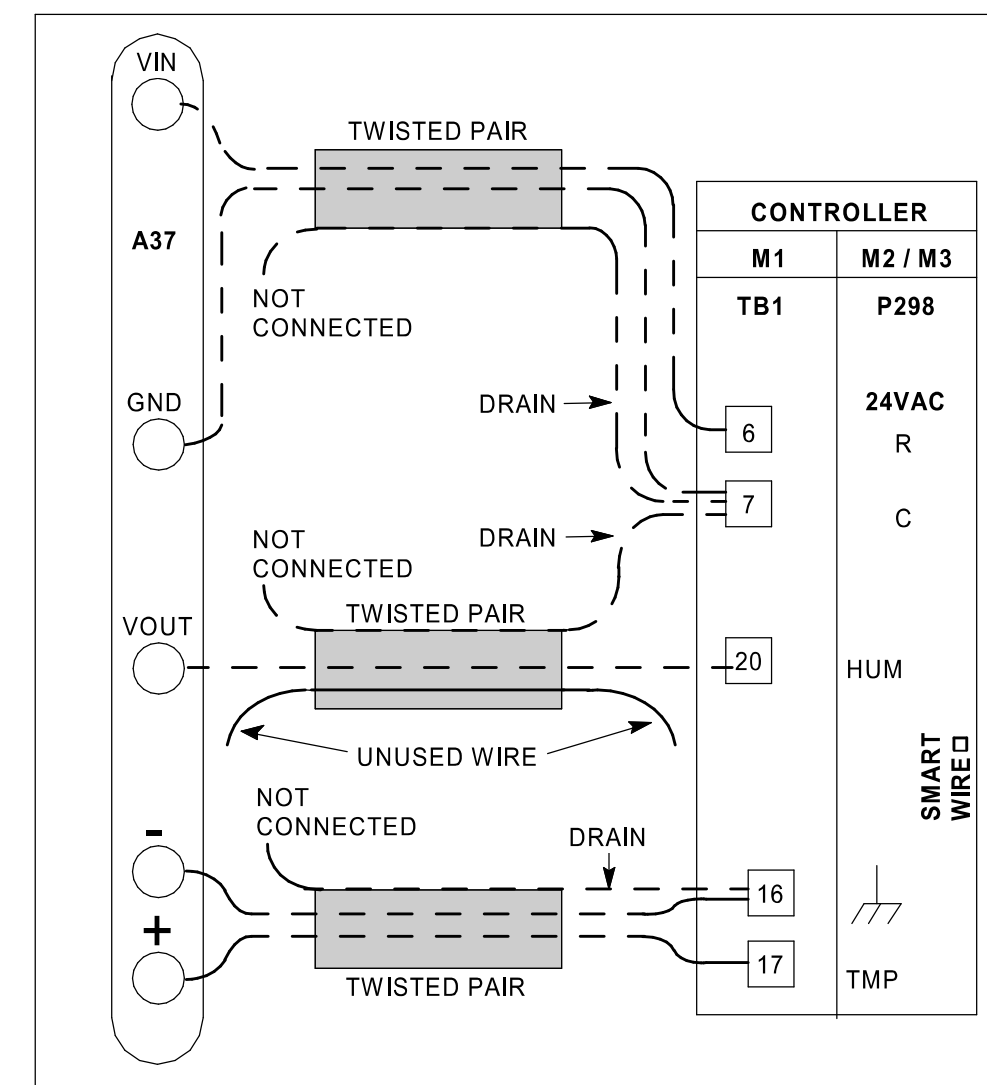 VIN
TWISTED PAIR
CONTROLLER
A37
M1
M2 / M3
NOT
CONNECTED
TB1
P298
GND
DRAIN
24VAC
6
R
7
C
NOT
CONNECTED
DRAIN
TWISTED PAIR
VOUT
20
HUM
UNUSED WIRE
SMART
WIRE□
NOT
CONNECTED
-
DRAIN
16
+
17
TMP
TWISTED PAIR